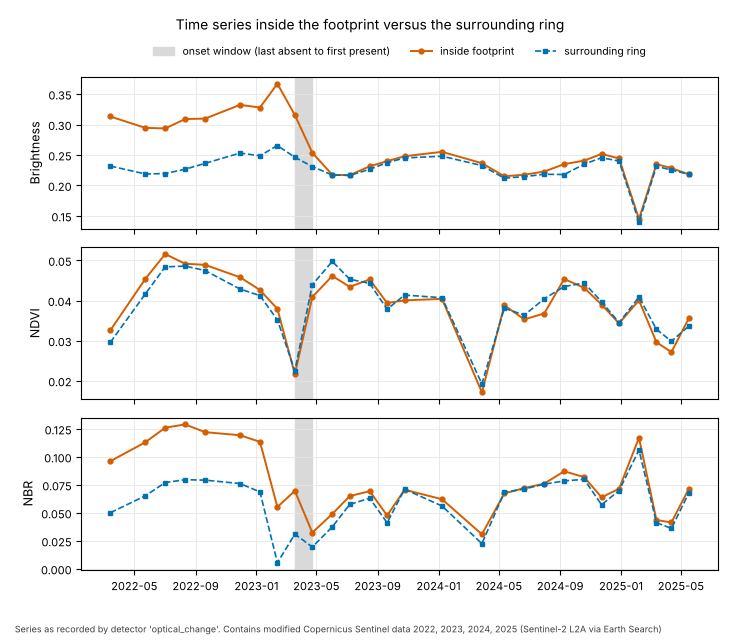 Time series inside the footprint versus the surrounding ring
onset window (last absent to first present) inside footprint surrounding ring
Brightness
0.35
0.30
0.25
0.20
0.15
NDVI
0.05
0.04
0.03
0.02
NBR
0.125
0.100
0.075
0.050
0.025
0.000
2022-05 2022-09 2023-01 2023-05 2023-09 2024-01 2024-05 2024-09 2025-01 2025-05
Series as recorded by detector 'optical_change'. Contains modified Copernicus Sentinel data 2022, 2023, 2024, 2025 (Sentinel-2 L2A via Earth Search)